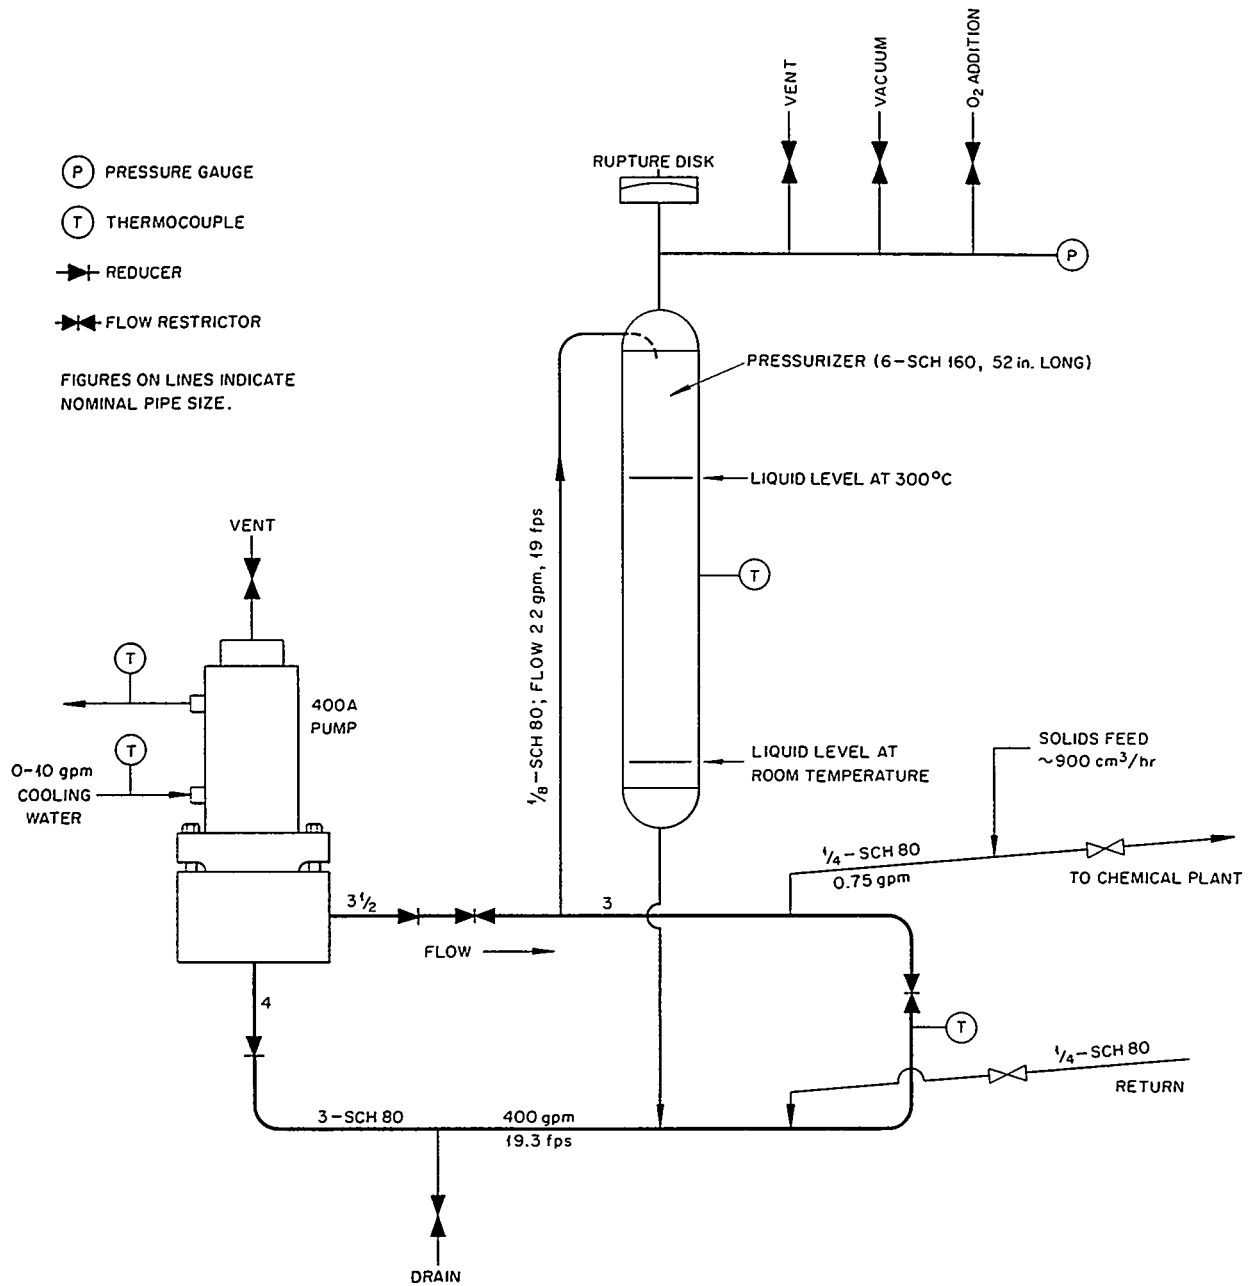 VENT
VACUUM
O₂ ADDITION
RUPTURE DISK
P PRESSURE GAUGE
T THERMOCOUPLE
REDUCER
FLOW RESTRICTOR
FIGURES ON LINES INDICATE
NOMINAL PIPE SIZE.
P
PRESSURIZER (6-SCH 160, 52 in. LONG)
LIQUID LEVEL AT 300°C
1/8-SCH 80; FLOW 2.2 gpm, 19 fps
T
VENT
T
400A
PUMP
T
0-10 gpm
COOLING
WATER
LIQUID LEVEL AT
ROOM TEMPERATURE
SOLIDS FEED
~900 cm³/hr
1/4-SCH 80
0.75 gpm
TO CHEMICAL PLANT
3 1/2
3
FLOW
4
T
1/4-SCH 80
RETURN
3-SCH 80
400 gpm
19.3 fps
DRAIN